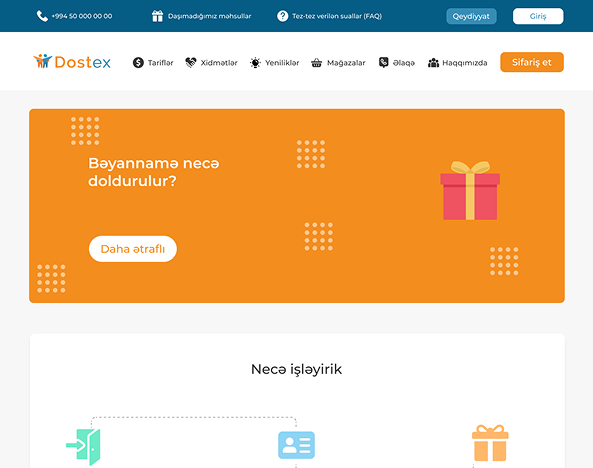 +994 50 000 00 00 Daşımadığımız məhsullar Tez-tez verilən suallar (FAQ) Qeydiyyat Giriş
Dostex Tariflər Xidmətlər Yeniliklər Mağazalar Əlaqə Haqqımızda Sifariş et
Bəyannamə necə
doldurulur?
Daha ətraflı
Necə işləyirik